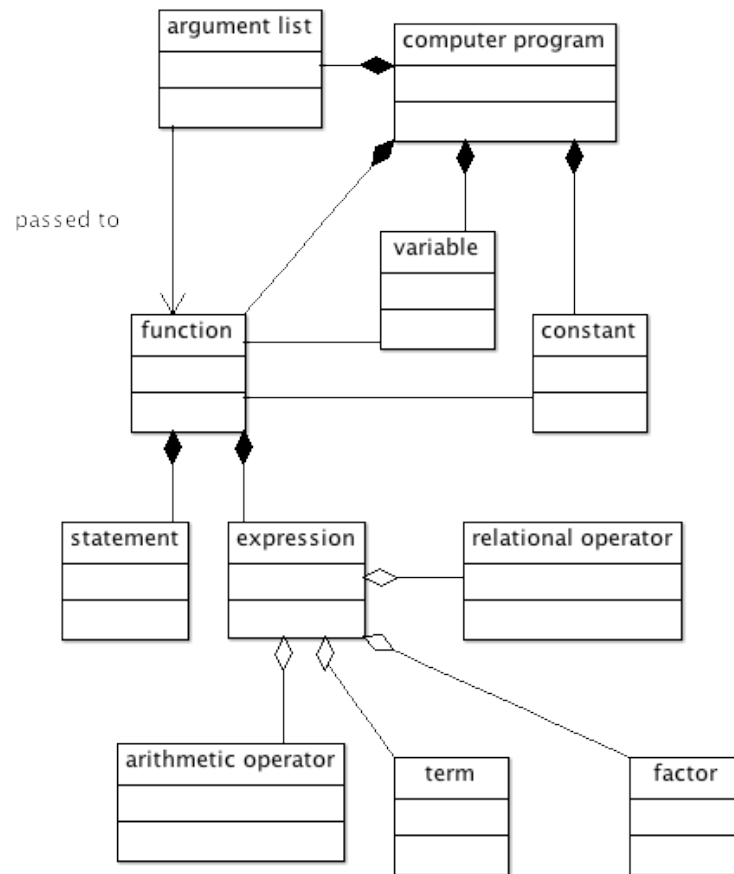 argument list
computer program
passed to
variable
function
constant
statement
expression
relational operator
arithmetic operator
term
factor